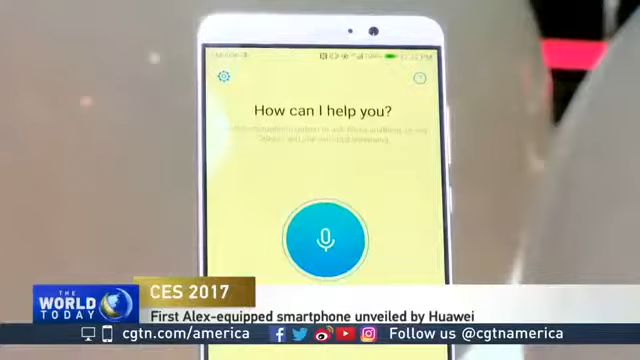 How can I help you?
CES 2017
THE
WORLD
TODAY
First Alex-equipped smartphone unveiled by Huawei
cgtn.com/america
Follow us @cgtnamerica